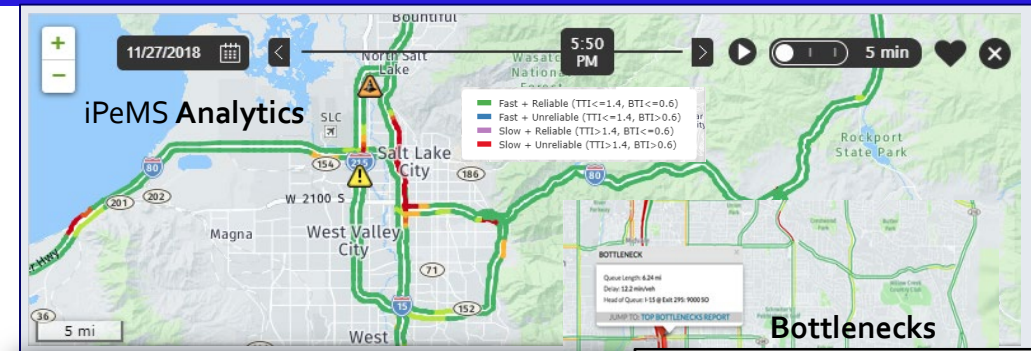 Bountiful
+
−
11/27/2018
5:50
PM
5 min
North Salt
Lake
Wasatc
National
iPeMS Analytics
SLC
Fast + Reliable (TTI<=1.4, BTI<=0.6)
Fast + Unreliable (TTI<=1.4, BTI>0.6)
Slow + Reliable (TTI>1.4, BTI<=0.6)
Slow + Unreliable (TTI>1.4, BTI>0.6)
Rockport
State Park
Salt Lake
City
215
154
186
80
80
201
202
W 2100 S
Magna
West Valley
City
71
15
152
36
5 mi
West
BOTTLENECK
Queue Length: 6.24 mi
Delay: 12.2 min/veh
Head of Queue: I-15 @ Exit 295: 9000 SO
JUMP TO: TOP BOTTLENECKS REPORT
Bottlenecks